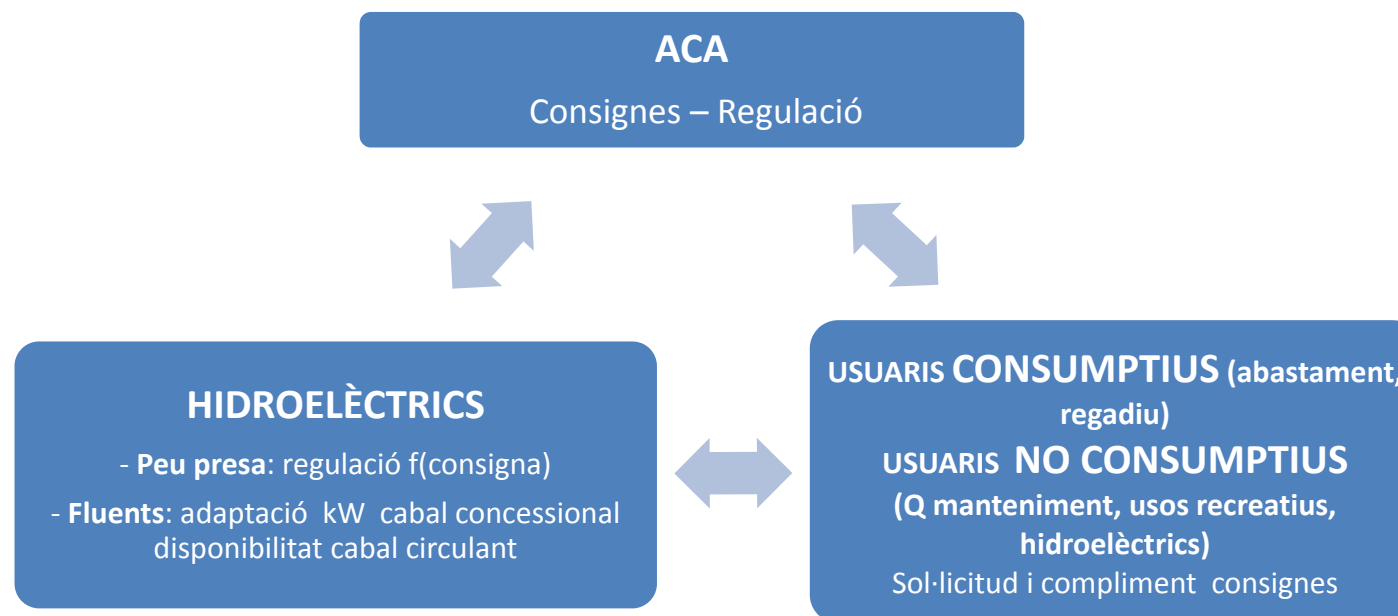 ACA
Consignes – Regulació
HIDROELÈCTRICS
- Peu presa: regulació f(consigna)
- Fluents: adaptació kW cabal concessional
disponibilitat cabal circulant
USUARIS CONSUMPTIUS (abastament,
regadiu)
USUARIS NO CONSUMPTIUS
(Q manteniment, usos recreatius,
hidroelèctrics)
Sol·licitud i compliment consignes